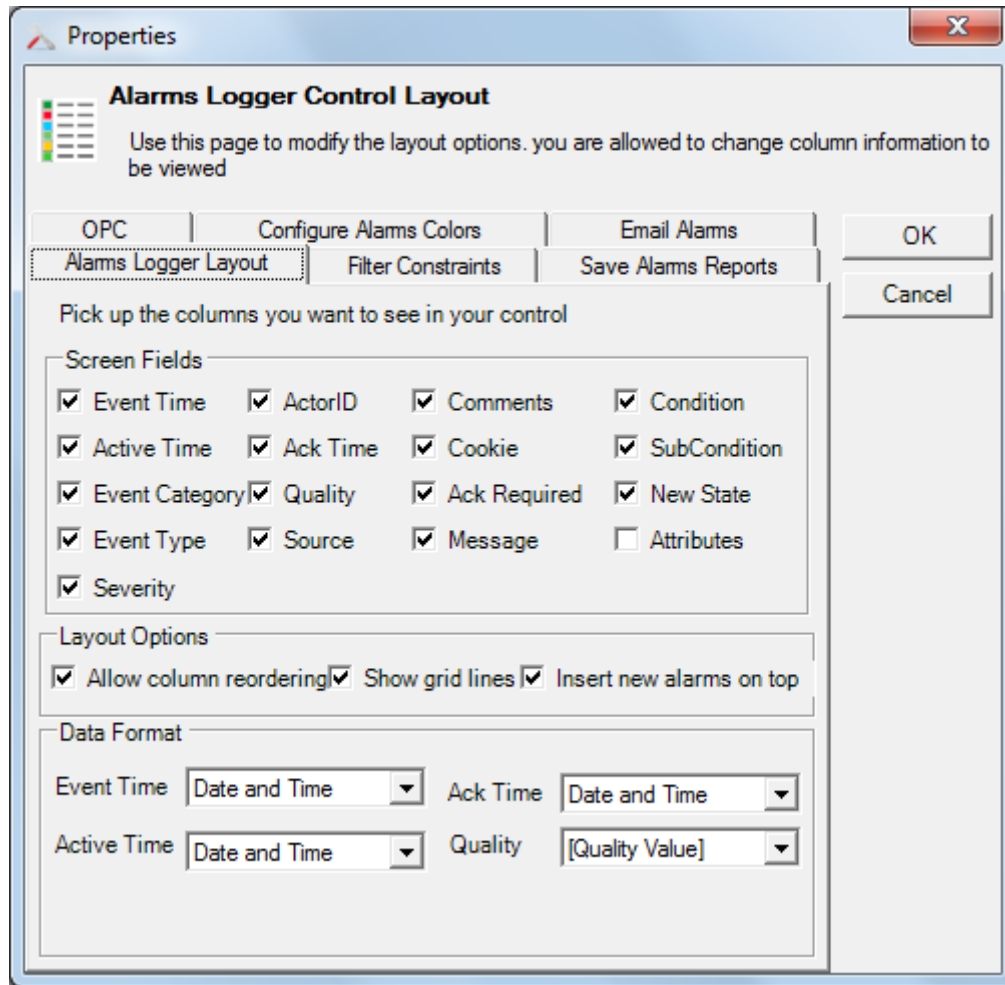 Properties
Alarms Logger Control Layout
Use this page to modify the layout options. you are allowed to change column information to
be viewed
OPC Configure Alarms Colors Email Alarms
Alarms Logger Layout Filter Constraints Save Alarms Reports
OK
Cancel
Pick up the columns you want to see in your control
Screen Fields
Event Time ActorID Comments Condition
Active Time Ack Time Cookie SubCondition
Event Category Quality Ack Required New State
Event Type Source Message Attributes
Severity
Layout Options
Allow column reordering Show grid lines Insert new alarms on top
Data Format
Event Time Date and Time Ack Time Date and Time
Active Time Date and Time Quality [Quality Value]